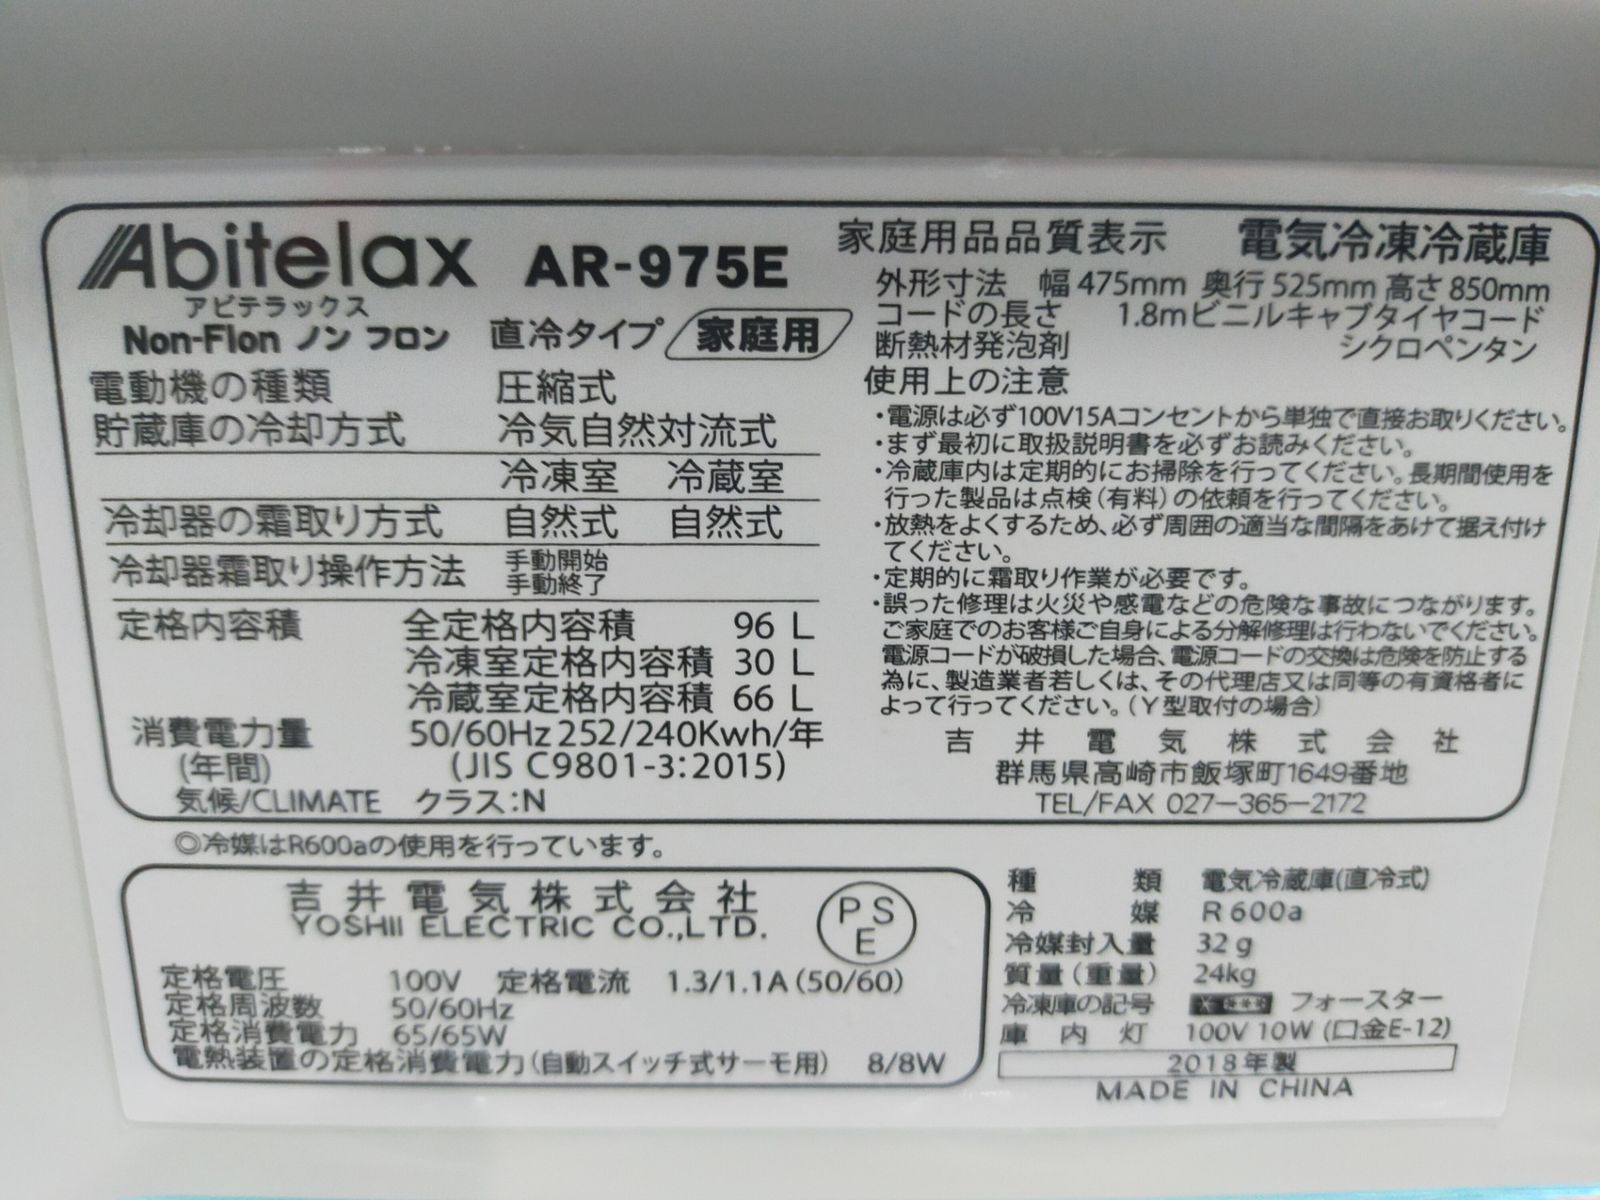 Abitelax AR-975E
アビテラックス
Non-Flon ノンフロン 直冷タイプ 家庭用
電動機の種類 圧縮式
貯蔵庫の冷却方式 冷気自然対流式
冷凍室 冷蔵室
冷却器の霜取り方式 自然式 自然式
冷却器霜取り操作方法 手動開始
手動終了
定格内容積 全定格内容積 96 L
冷凍室定格内容積 30 L
冷蔵室定格内容積 66 L
消費電力量 50/60Hz 252/240Kwh/年
(年間) (JIS C9801-3:2015)
気候/CLIMATE クラス:N
家庭用品品質表示 電気冷凍冷蔵庫
外形寸法 幅475mm 奥行525mm 高さ850mm
コードの長さ 1.8mビニルキャブタイヤコード
断熱材発泡剤 シクロペンタン
使用上の注意
・電源は必ず100V15Aコンセントから単独で直接お取りください。
・まず最初に取扱説明書を必ずお読みください。
・冷蔵庫内は定期的にお掃除を行ってください。長期間使用を
行った製品は点検(有料)の依頼を行ってください。
・放熱をよくするため、必ず周囲の適当な間隔をあけて据え付け
てください。
・定期的に霜取り作業が必要です。
・誤った修理は火災や感電などの危険な事故につながります。
ご家庭でのお客様ご自身による分解修理は行わないでください。
電源コードが破損した場合、電源コードの交換は危険を防止する
為に、製造業者若しくは、その代理店又は同等の有資格者に
よって行ってください。(Y型取付の場合)
吉井電気株式会社
群馬県高崎市飯塚町1649番地
TEL/FAX 027-365-2172
◎冷媒はR600aの使用を行っています。
吉井電気株式会社
YOSHII ELECTRIC CO.,LTD.
PS
E
定格電圧 100V 定格電流 1.3/1.1A(50/60)
定格周波数 50/60Hz
定格消費電力 65/65W
電熱装置の定格消費電力(自動スイッチ式サーモ用) 8/8W
種類 電気冷蔵庫(直冷式)
冷媒 R600a
冷媒封入量 32g
質量(重量) 24kg
冷凍庫の記号 **** フォースター
庫内灯 100V 10W (口金E-12)
2018年製
MADE IN CHINA